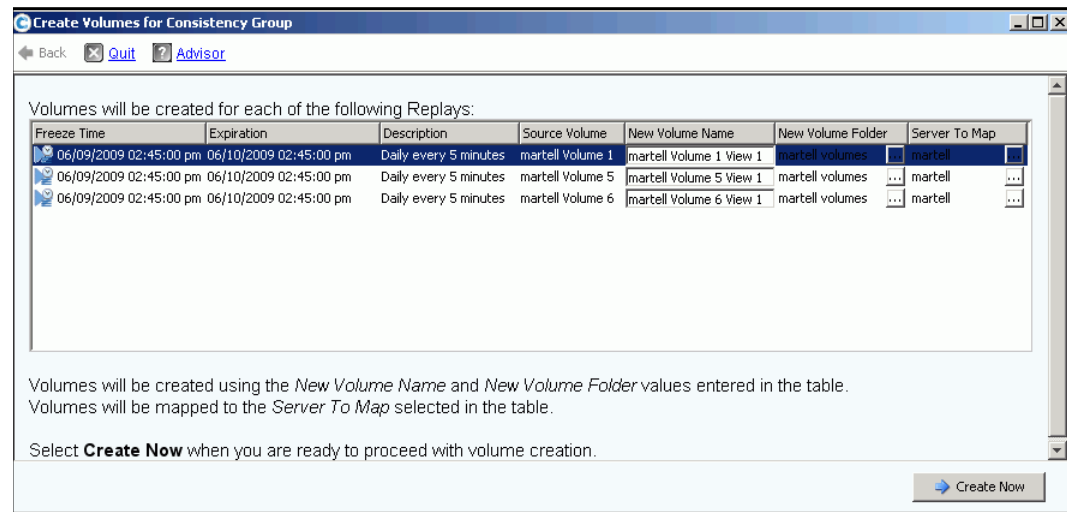 Create Volumes for Consistency Group
Back Quit ? Advisor
Volumes will be created for each of the following Replays:
Freeze Time Expiration Description Source Volume New Volume Name New Volume Folder Server To Map
06/09/2009 02:45:00 pm 06/10/2009 02:45:00 pm Daily every 5 minutes martell Volume 1 martell Volume 1 View 1 martell volumes ... martell ...
06/09/2009 02:45:00 pm 06/10/2009 02:45:00 pm Daily every 5 minutes martell Volume 5 martell Volume 5 View 1 martell volumes ... martell ...
06/09/2009 02:45:00 pm 06/10/2009 02:45:00 pm Daily every 5 minutes martell Volume 6 martell Volume 6 View 1 martell volumes ... martell ...
Volumes will be created using the New Volume Name and New Volume Folder values entered in the table.
Volumes will be mapped to the Server To Map selected in the table.
Select Create Now when you are ready to proceed with volume creation.
Create Now